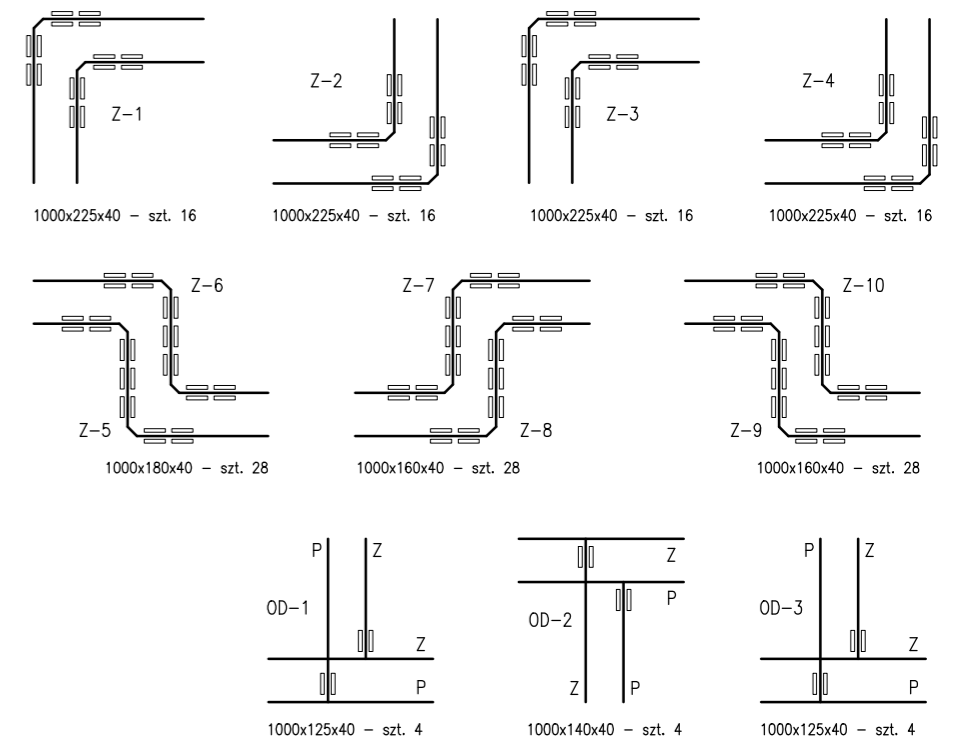 Z-1
Z-2
Z-3
Z-4
1000x225x40 - szt. 16
1000x225x40 - szt. 16
1000x225x40 - szt. 16
1000x225x40 - szt. 16
Z-6
Z-7
Z-10
Z-5
Z-8
Z-9
1000x180x40 - szt. 28
1000x160x40 - szt. 28
1000x160x40 - szt. 28
P
Z
OD-1
Z
P
Z
P
OD-2
Z
P
P
Z
OD-3
Z
P
1000x125x40 - szt. 4
1000x140x40 - szt. 4
1000x125x40 - szt. 4